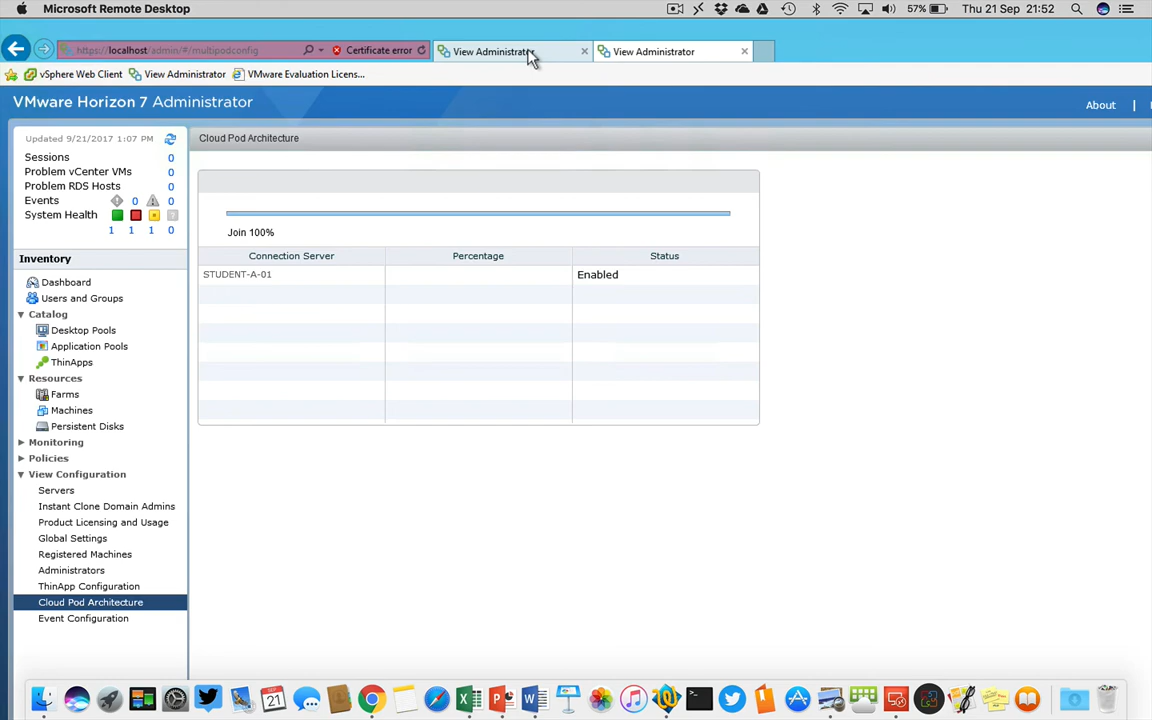 Microsoft Remote Desktop
57%
Thu 21 Sep 21:52
https://localhost/admin/#/multipodconfig
Certificate error
View Administrator
View Administrator
vSphere Web Client
View Administrator
VMware Evaluation Licens...
VMware Horizon 7 Administrator
About
Updated 9/21/2017 1:07 PM
Sessions 0
Problem vCenter VMs 0
Problem RDS Hosts 0
Events 0 0
System Health
1 1 1 0
Inventory
Dashboard
Users and Groups
Catalog
Desktop Pools
Application Pools
ThinApps
Resources
Farms
Machines
Persistent Disks
Monitoring
Policies
View Configuration
Servers
Instant Clone Domain Admins
Product Licensing and Usage
Global Settings
Registered Machines
Administrators
ThinApp Configuration
Cloud Pod Architecture
Event Configuration
Cloud Pod Architecture
Join 100%
Connection Server Percentage Status
STUDENT-A-01 Enabled